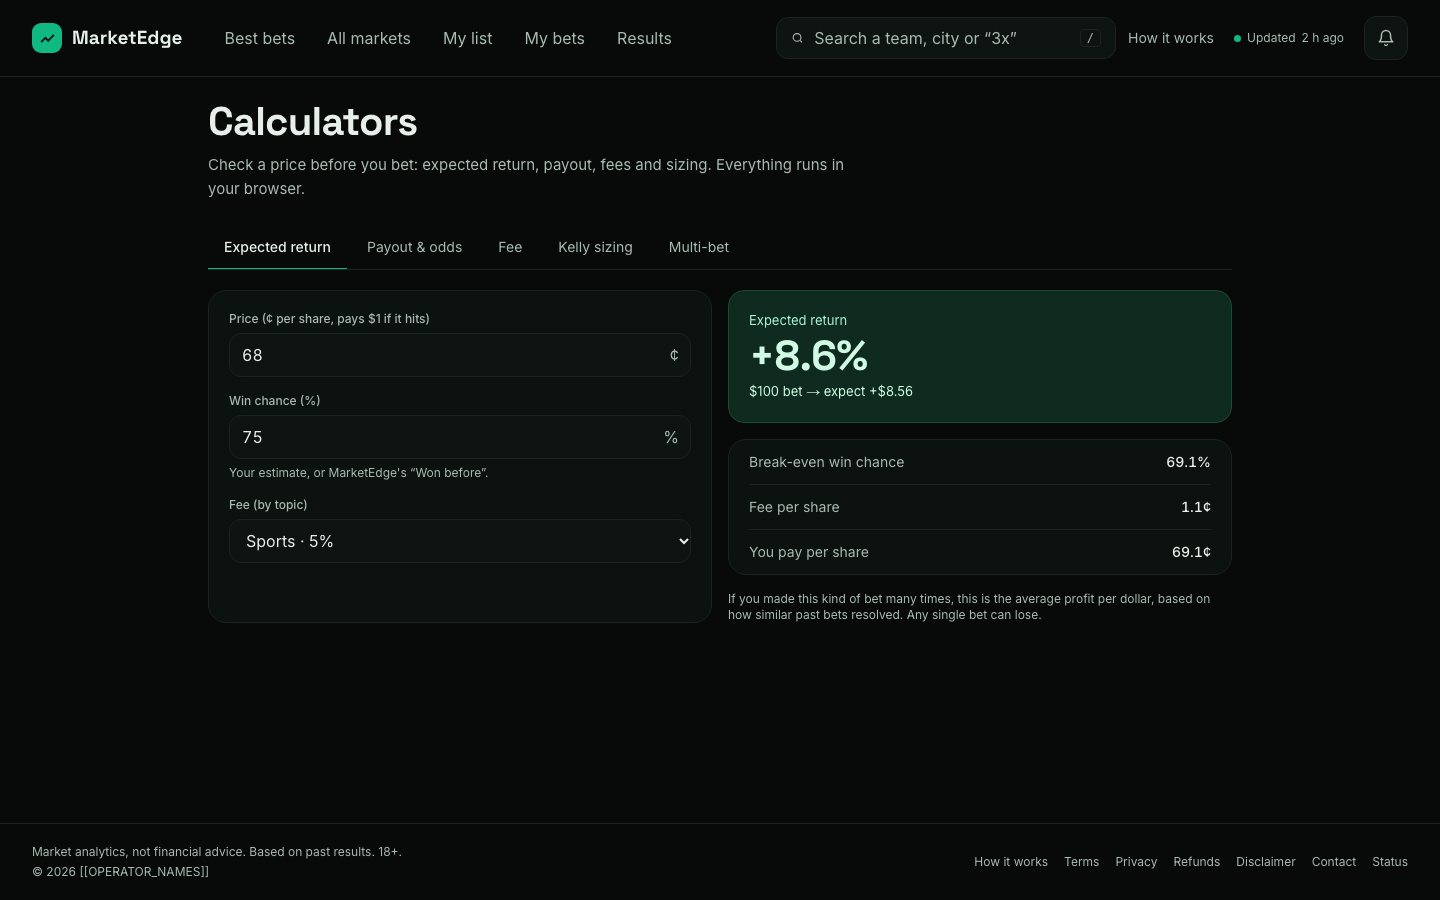 MarketEdge
Best bets
All markets
My list
My bets
Results
Search a team, city or “3x”
/
How it works
Updated 2 h ago
Calculators
Check a price before you bet: expected return, payout, fees and sizing. Everything runs in
your browser.
Expected return
Payout & odds
Fee
Kelly sizing
Multi-bet
Price (¢ per share, pays $1 if it hits)
68
¢
Win chance (%)
75
%
Your estimate, or MarketEdge's “Won before”.
Fee (by topic)
Sports · 5%
Expected return
+8.6%
$100 bet → expect +$8.56
Break-even win chance
69.1%
Fee per share
1.1¢
You pay per share
69.1¢
If you made this kind of bet many times, this is the average profit per dollar, based on
how similar past bets resolved. Any single bet can lose.
Market analytics, not financial advice. Based on past results. 18+.
© 2026 [[OPERATOR_NAMES]]
How it works
Terms
Privacy
Refunds
Disclaimer
Contact
Status